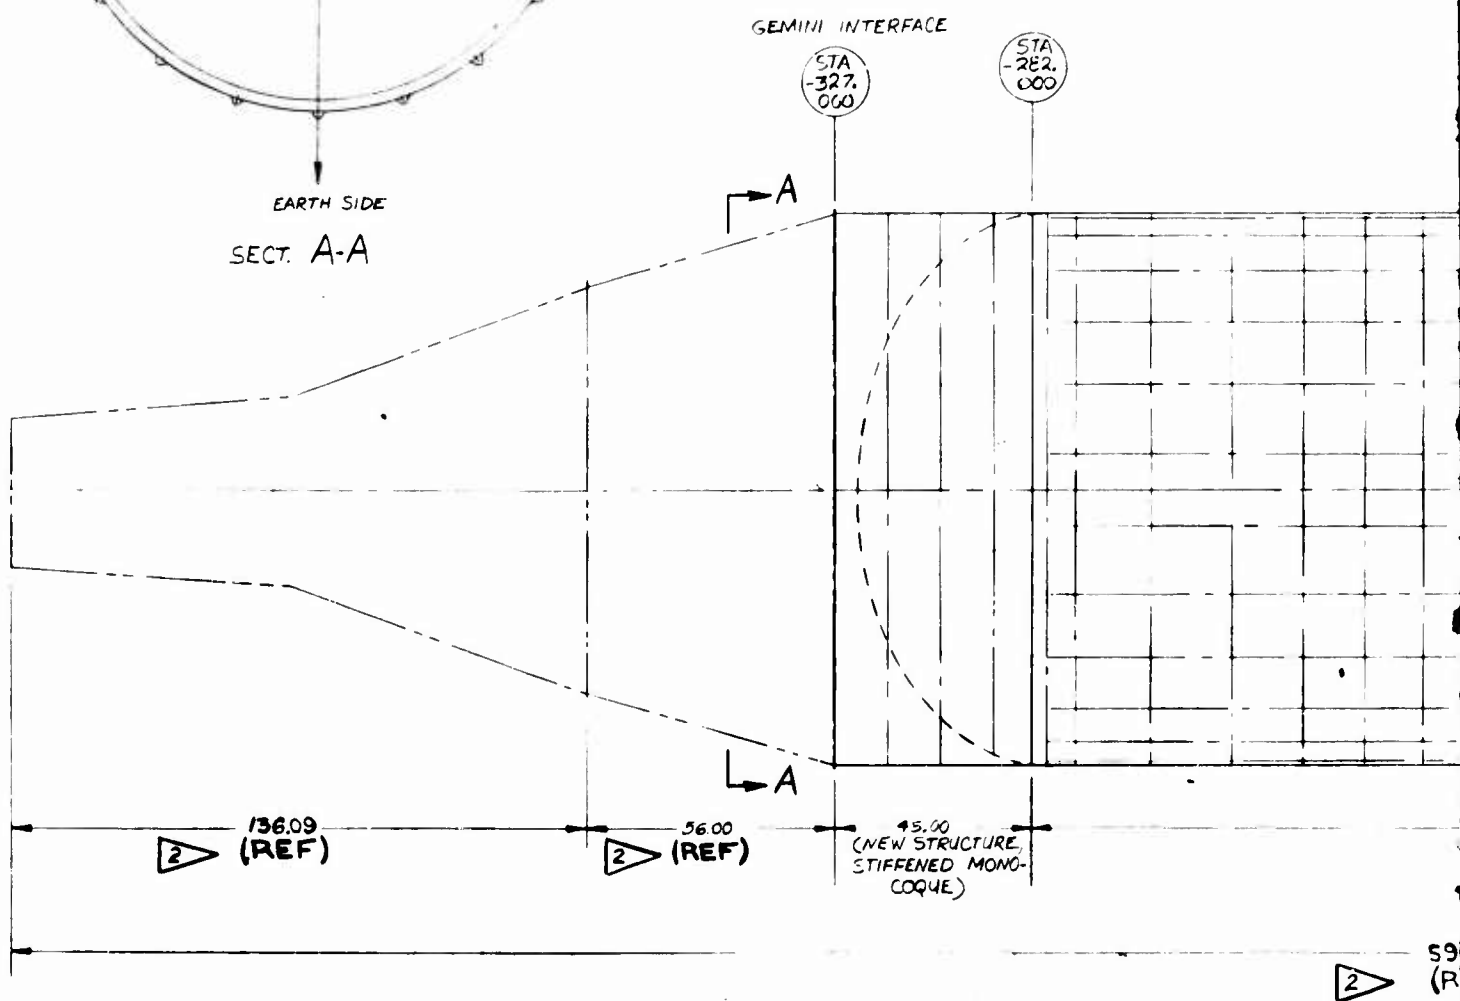 GEMINI INTERFACE
STA
-327.
000
STA
-282.
000
EARTH SIDE
SECT. A-A
A
A
136.09
2 (REF)
56.00
2 (REF)
45.00
(NEW STRUCTURE,
STIFFENED MONO-
COQUE)
59
2 (R